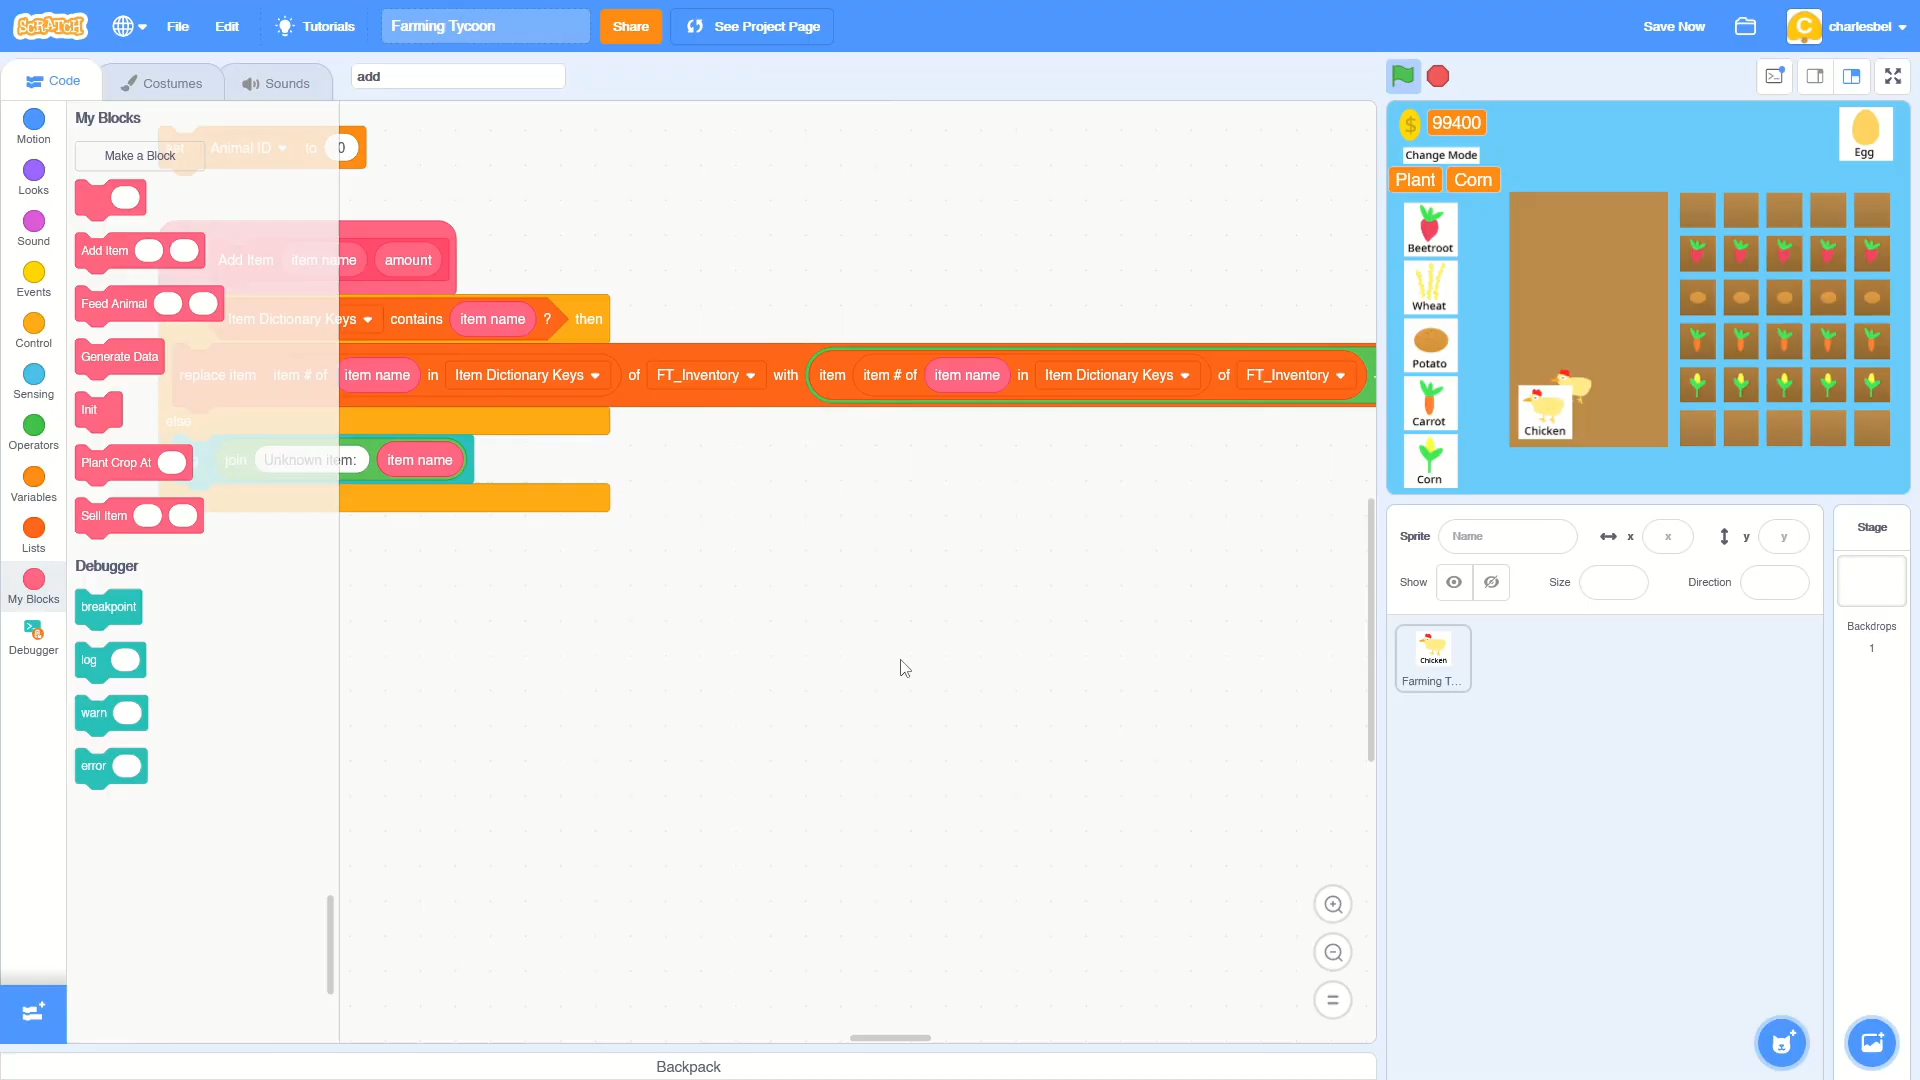 SCRATCH File Edit Tutorials Farming Tycoon Share See Project Page Save Now C charlesbel
Code Costumes Sounds add
Motion
Looks
Sound
Events
Control
Sensing
Operators
Variables
Lists
My Blocks
Debugger
My Blocks
Make a Block
Add Item
Feed Animal
Generate Data
Init
Plant Crop At
Sell Item
Debugger
breakpoint
log
warn
error
set Animal ID to 0
Add Item item name amount
Item Dictionary Keys contains item name ? then
replace item item # of item name in Item Dictionary Keys of FT_Inventory with item item # of item name in Item Dictionary Keys of FT_Inventory
else
join Unknown item: item name
Backpack
$ 99400
Change Mode
Plant Corn
Egg
Beetroot
Wheat
Potato
Carrot
Corn
Chicken
Sprite Name x x y y
Show Size Direction
Chicken
Farming T...
Stage
Backdrops
1